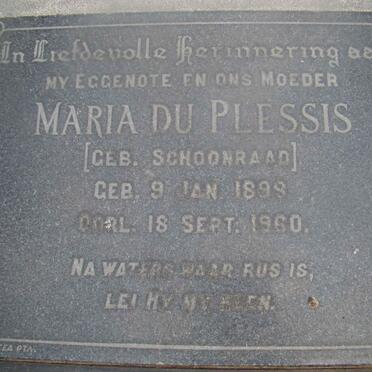 In Liefdevolle Herinnering
MY EGGENOTE EN ONS MOEDER
MARIA DU PLESSIS
[GEB. SCHOONRAAD]
GEB. 9 JAN. 1898
OORL. 18 SEPT. 1960.
NA WATERS WAAR RUS IS,
LEI HY MY HEEN.
PTA.